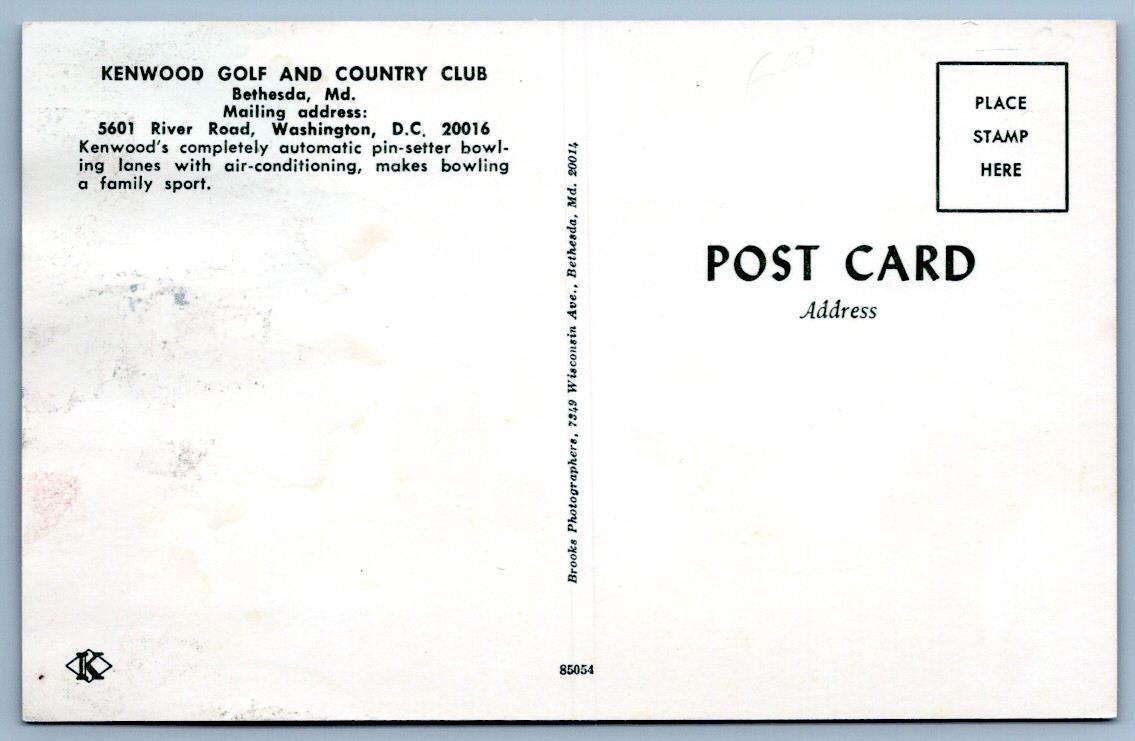 KENWOOD GOLF AND COUNTRY CLUB
Bethesda, Md.
Mailing address:
5601 River Road, Washington, D.C. 20016
Kenwood's completely automatic pin-setter bowl-
ing lanes with air-conditioning, makes bowling
a family sport.
K
Brooks Photographers, 7349 Wisconsin Ave., Bethesda, Md. 20014
85054
PLACE
STAMP
HERE
POST CARD
Address